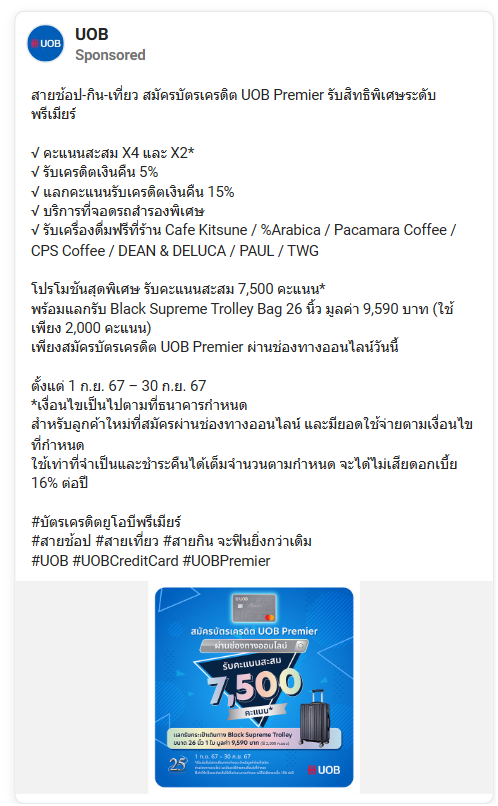 UOB
UOB
Sponsored
สายช้อป-กิน-เที่ยว สมัครบัตรเครดิต UOB Premier รับสิทธิพิเศษระดับ
พรีเมียร์
√ คะแนนสะสม X4 และ X2*
√ รับเครดิตเงินคืน 5%
√ แลกคะแนนรับเครดิตเงินคืน 15%
√ บริการที่จอดรถสำรองพิเศษ
√ รับเครื่องดื่มฟรีที่ร้าน Cafe Kitsune / %Arabica / Pacamara Coffee /
CPS Coffee / DEAN & DELUCA / PAUL / TWG
โปรโมชันสุดพิเศษ รับคะแนนสะสม 7,500 คะแนน*
พร้อมแลกรับ Black Supreme Trolley Bag 26 นิ้ว มูลค่า 9,590 บาท (ใช้
เพียง 2,000 คะแนน)
เพียงสมัครบัตรเครดิต UOB Premier ผ่านช่องทางออนไลน์วันนี้
ตั้งแต่ 1 ก.ย. 67 – 30 ก.ย. 67
*เงื่อนไขเป็นไปตามที่ธนาคารกำหนด
สำหรับลูกค้าใหม่ที่สมัครผ่านช่องทางออนไลน์ และมียอดใช้จ่ายตามเงื่อนไข
ที่กำหนด
ใช้เท่าที่จำเป็นและชำระคืนได้เต็มจำนวนตามกำหนด จะได้ไม่เสียดอกเบี้ย
16% ต่อปี
#บัตรเครดิตยูโอบีพรีเมียร์
#สายช้อป #สายเที่ยว #สายกิน จะฟินยิ่งกว่าเดิม
#UOB #UOBCreditCard #UOBPremier
สมัครบัตรเครดิต UOB Premier
ผ่านช่องทางออนไลน์
รับคะแนนสะสม
7,500
คะแนน*
แลกรับกระเป๋าเดินทาง Black Supreme Trolley
ขนาด 26 นิ้ว 1 ใบ มูลค่า 9,590 บาท
25
1 ก.ย. 67 - 30 ก.ย. 67
UOB